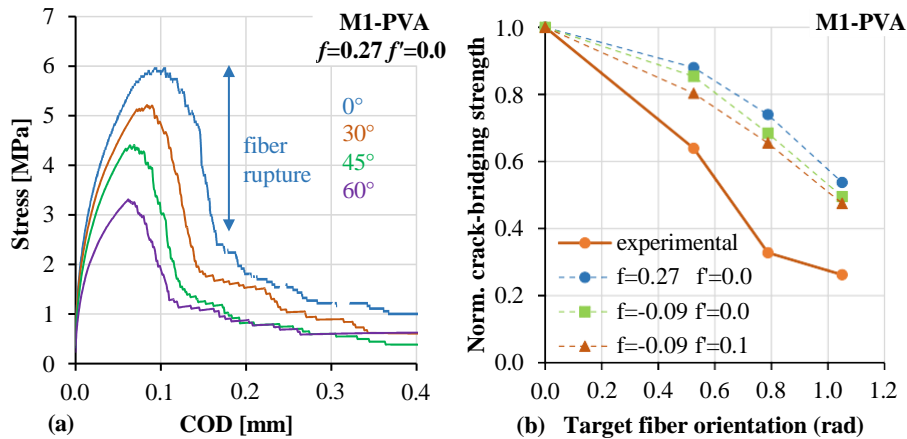 M1-PVA
f=0.27 f'=0.0
0°
30°
45°
60°
fiber
rupture
Stress [MPa]
7
6
5
4
3
2
1
0
0.0
0.1
0.2
0.3
0.4
COD [mm]
(a)
M1-PVA
Norm. crack-bridging strength
1.0
0.8
0.6
0.4
0.2
0.0
experimental
f=0.27 f'=0.0
f=-0.09 f'=0.0
f=-0.09 f'=0.1
0.0
0.2
0.4
0.6
0.8
1.0
1.2
(b)
Target fiber orientation (rad)